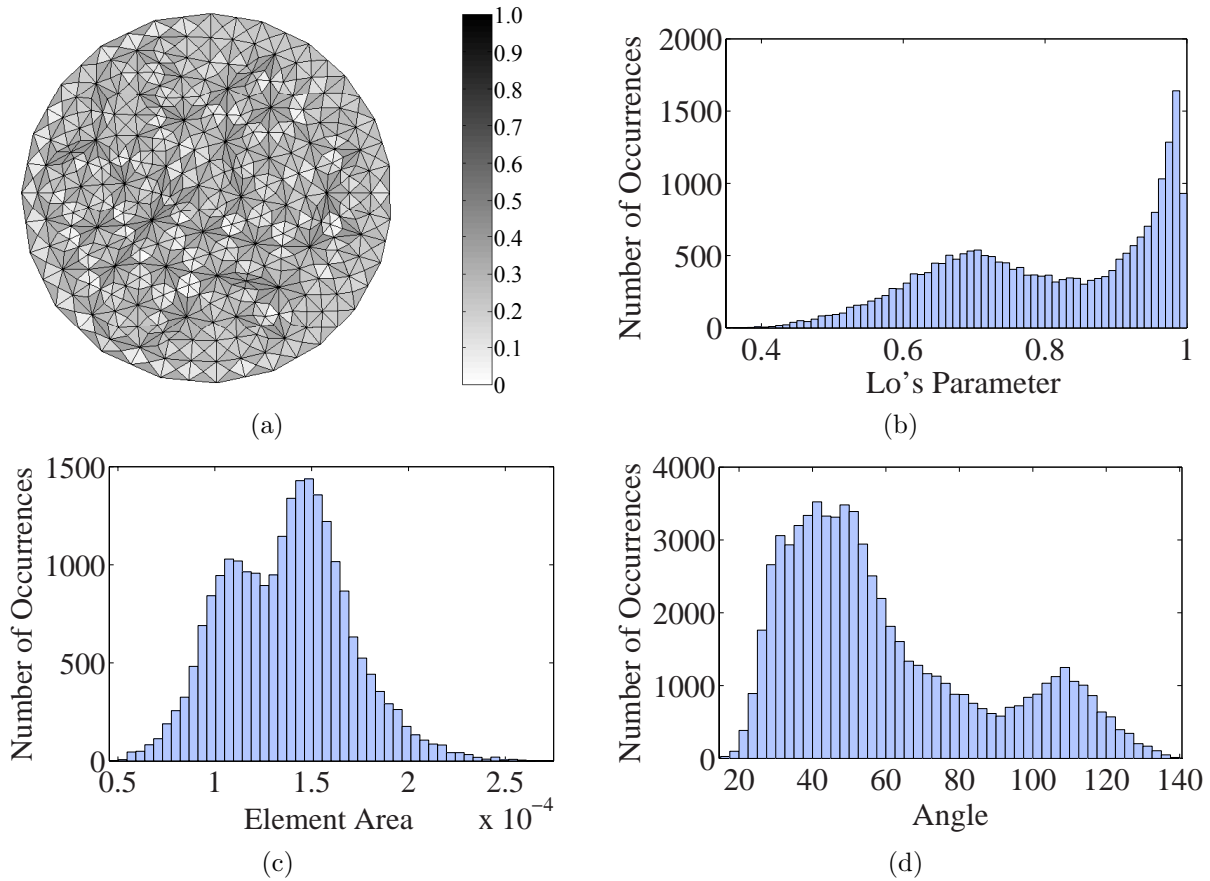 1.0
0.9
0.8
0.7
0.6
0.5
0.4
0.3
0.2
0.1
0
(a)
Number of Occurrences
2000
1500
1000
500
0
0.4 0.6 0.8 1
Lo's Parameter
(b)
Number of Occurrences
1500
1000
500
0
0.5 1 1.5 2 2.5
Element Area x 10⁻⁴
(c)
Number of Occurrences
4000
3000
2000
1000
0
20 40 60 80 100 120 140
Angle
(d)